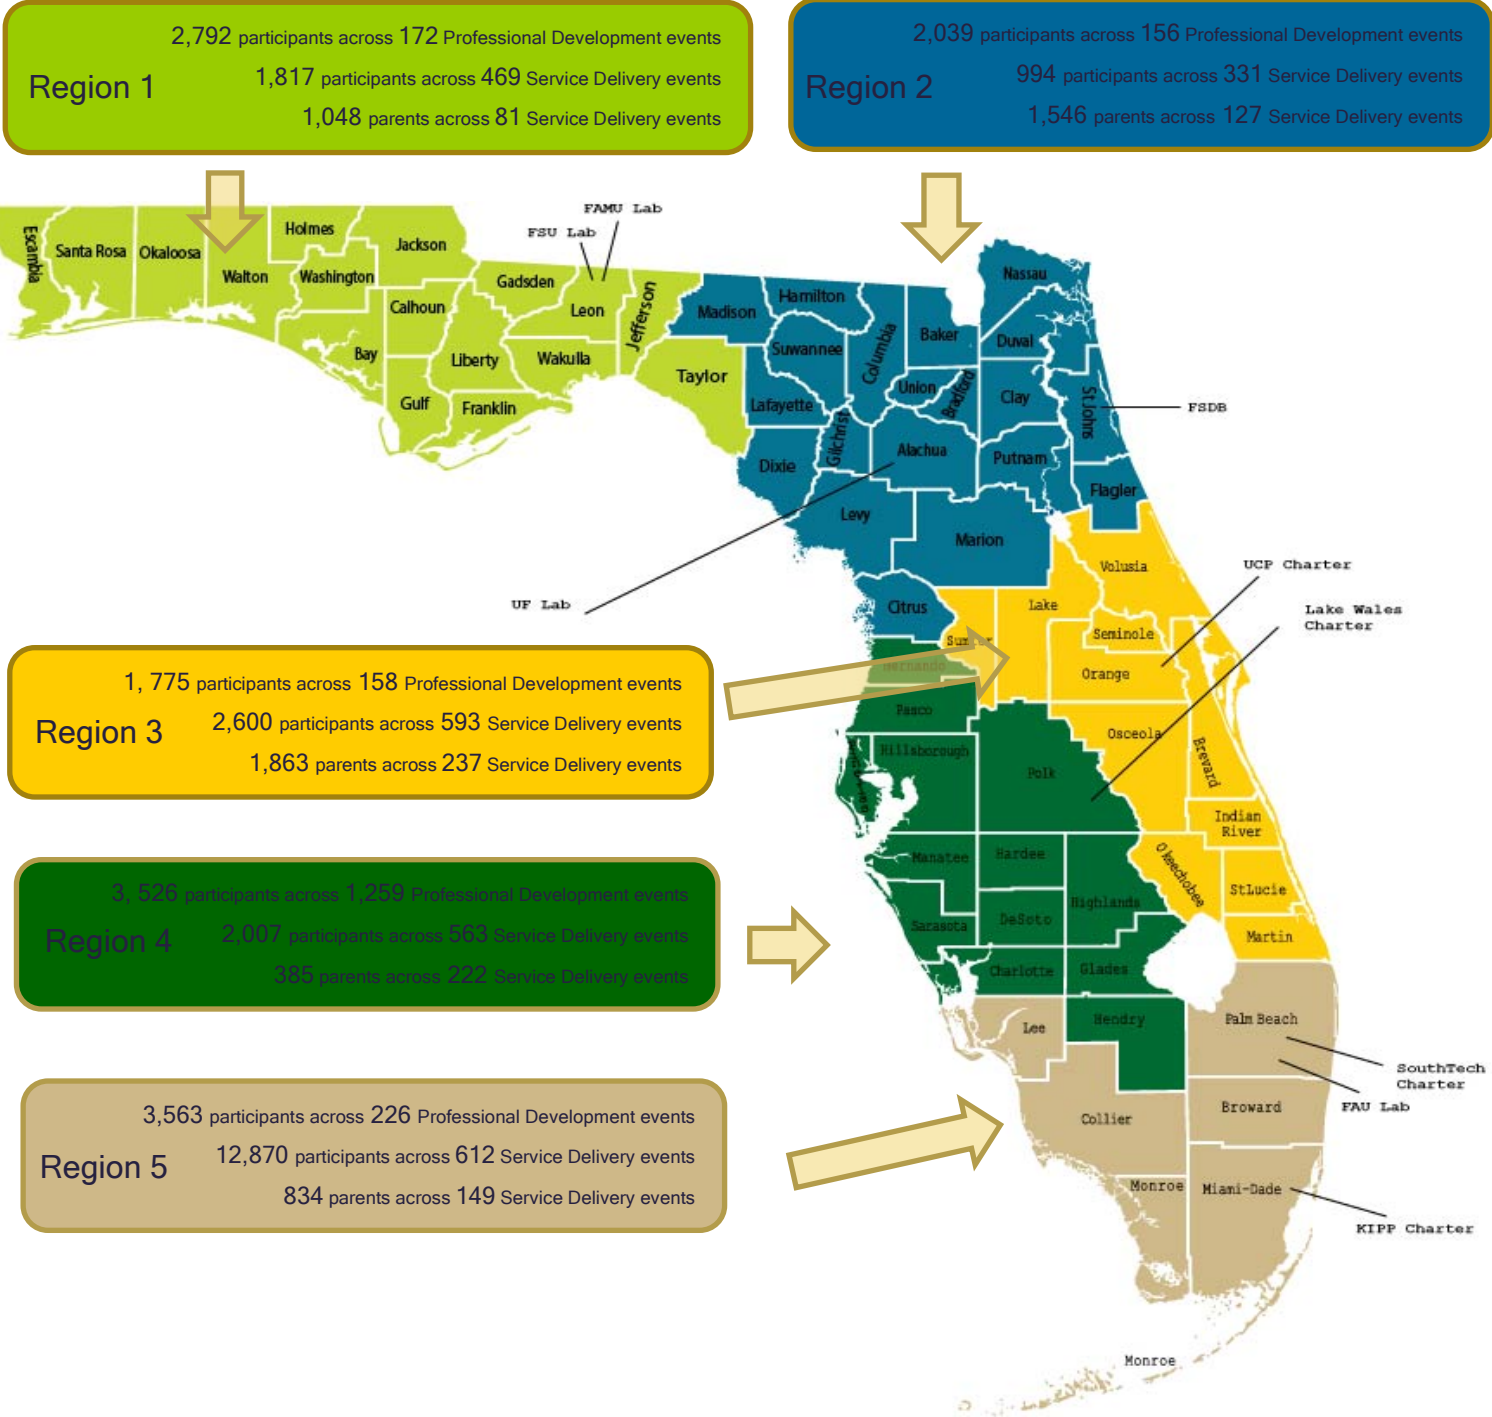 2,792 participants across 172 Professional Development events
Region 1
1,817 participants across 469 Service Delivery events
1,048 parents across 81 Service Delivery events
2,039 participants across 156 Professional Development events
Region 2
994 participants across 331 Service Delivery events
1,546 parents across 127 Service Delivery events
FAMU Lab
FSU Lab
Escambia
Santa Rosa
Okaloosa
Walton
Holmes
Washington
Jackson
Bay
Calhoun
Gulf
Gadsden
Liberty
Franklin
Leon
Wakulla
Jefferson
Taylor
Madison
Hamilton
Suwannee
Lafayette
Columbia
Baker
Nassau
Duval
Union
Bradford
Clay
St Johns
FSDB
Dixie
Gilchrist
Alachua
Putnam
Flagler
Levy
Marion
UF Lab
Citrus
Volusia
UCP Charter
Lake Wales
Charter
Lake
Seminole
Sumter
Orange
Hernando
1, 775 participants across 158 Professional Development events
Region 3
2,600 participants across 593 Service Delivery events
1,863 parents across 237 Service Delivery events
Pasco
Osceola
Brevard
Hillsborough
Polk
Indian
River
3, 526 participants across 1,259 Professional Development events
Region 4
2,007 participants across 563 Service Delivery events
385 parents across 222 Service Delivery events
Manatee
Hardee
Okeechobee
StLucie
Highlands
DeSoto
Sarasota
Martin
Charlotte
Glades
Lee
Hendry
Palm Beach
SouthTech
Charter
FAU Lab
3,563 participants across 226 Professional Development events
Region 5
12,870 participants across 612 Service Delivery events
834 parents across 149 Service Delivery events
Collier
Broward
Monroe
Miami-Dade
KIPP Charter
Monroe